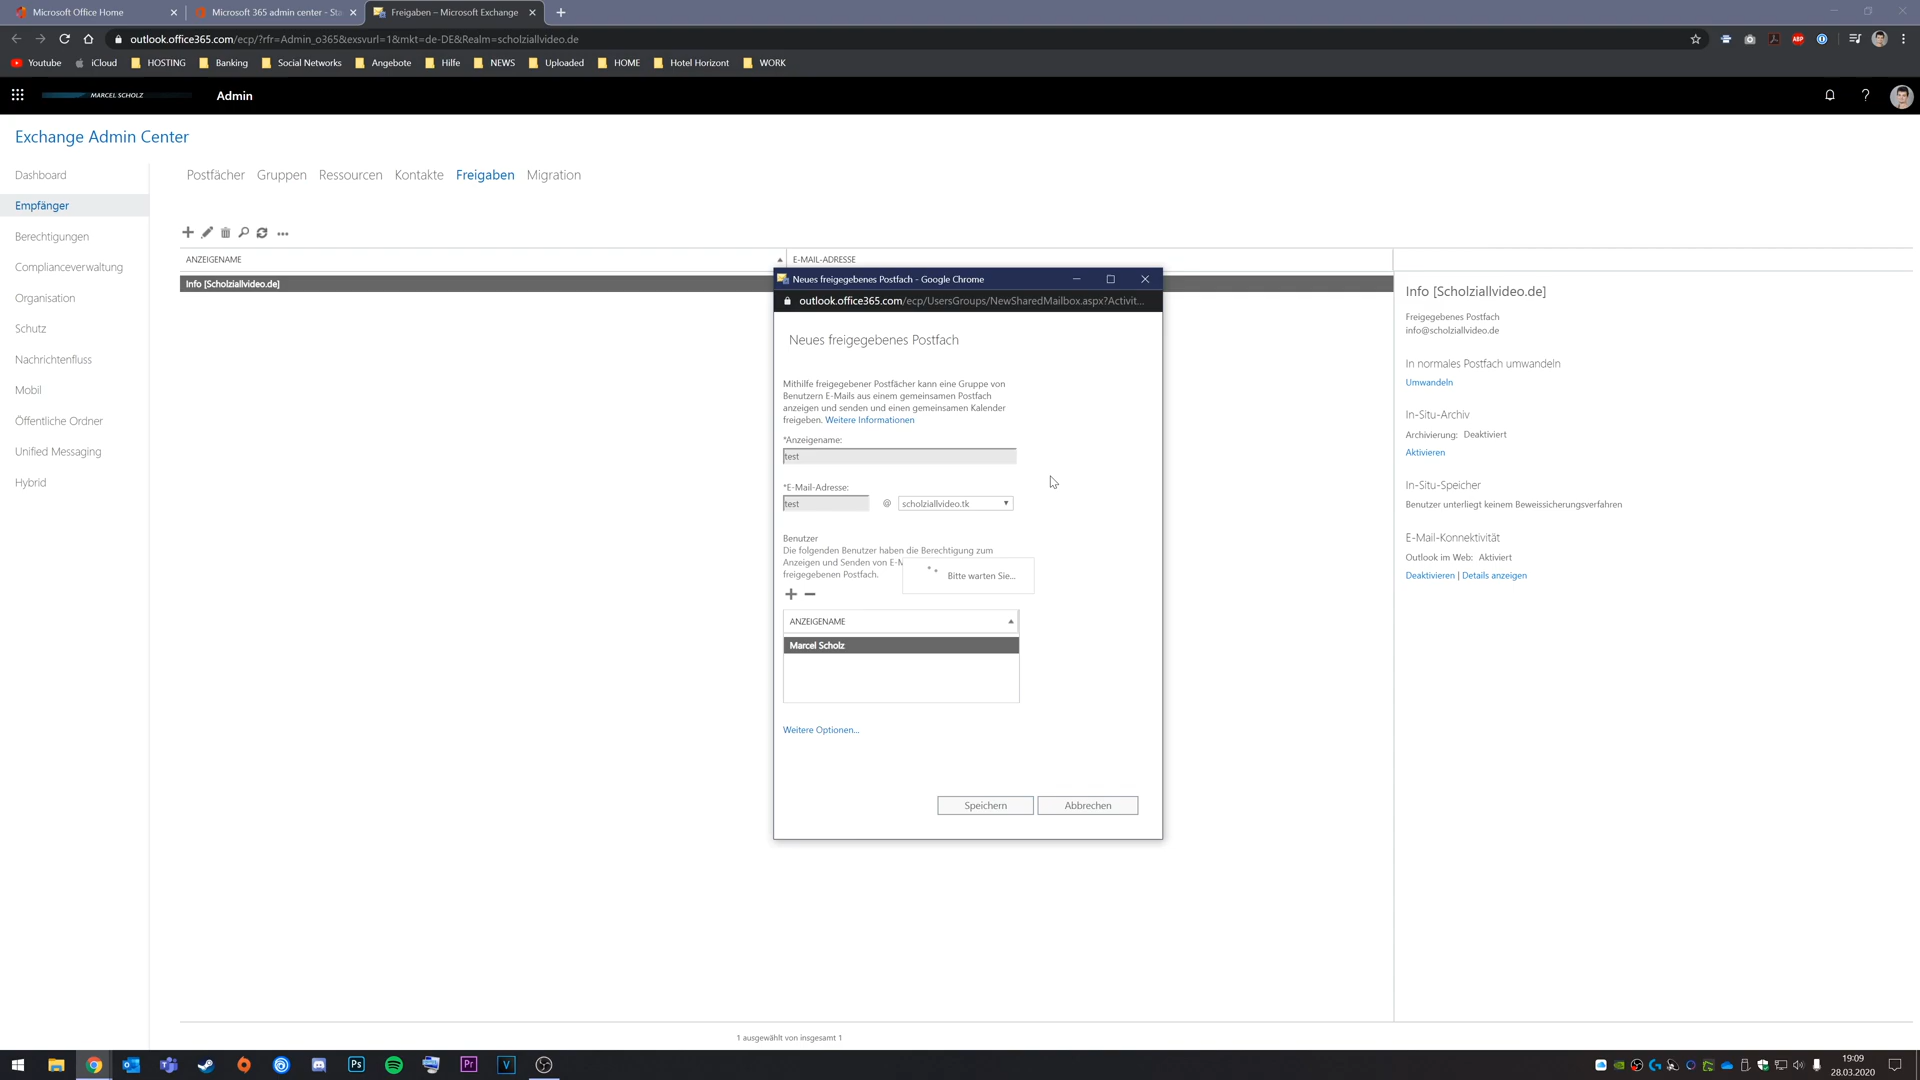 Microsoft Office Home
Microsoft 365 admin center - Sta
Freigaben – Microsoft Exchange
outlook.office365.com/ecp/?rfr=Admin_o365&exsvurl=1&mkt=de-DE&Realm=scholziallvideo.de
ABP
Youtube
iCloud
HOSTING
Banking
Social Networks
Angebote
Hilfe
NEWS
Uploaded
HOME
Hotel Horizont
WORK
MARCEL SCHOLZ
Admin
?
Exchange Admin Center
Dashboard
Empfänger
Berechtigungen
Complianceverwaltung
Organisation
Schutz
Nachrichtenfluss
Mobil
Öffentliche Ordner
Unified Messaging
Hybrid
Postfächer
Gruppen
Ressourcen
Kontakte
Freigaben
Migration
ANZEIGENAME
E-MAIL-ADRESSE
Info [Scholziallvideo.de]
Neues freigegebenes Postfach - Google Chrome
outlook.office365.com/ecp/UsersGroups/NewSharedMailbox.aspx?Activit...
Neues freigegebenes Postfach
Mithilfe freigegebener Postfächer kann eine Gruppe von
Benutzern E-Mails aus einem gemeinsamen Postfach
anzeigen und senden und einen gemeinsamen Kalender
freigeben. Weitere Informationen
*Anzeigename:
test
*E-Mail-Adresse:
test
@
scholziallvideo.tk
Benutzer
Die folgenden Benutzer haben die Berechtigung zum
Anzeigen und Senden von E-M
freigegebenen Postfach.
Bitte warten Sie...
ANZEIGENAME
Marcel Scholz
Weitere Optionen...
Speichern
Abbrechen
Info [Scholziallvideo.de]
Freigegebenes Postfach
info@scholziallvideo.de
In normales Postfach umwandeln
Umwandeln
In-Situ-Archiv
Archivierung: Deaktiviert
Aktivieren
In-Situ-Speicher
Benutzer unterliegt keinem Beweissicherungsverfahren
E-Mail-Konnektivität
Outlook im Web: Aktiviert
Deaktivieren | Details anzeigen
1 ausgewählt von insgesamt 1
Ps
Pr
V
19:09
28.03.2020